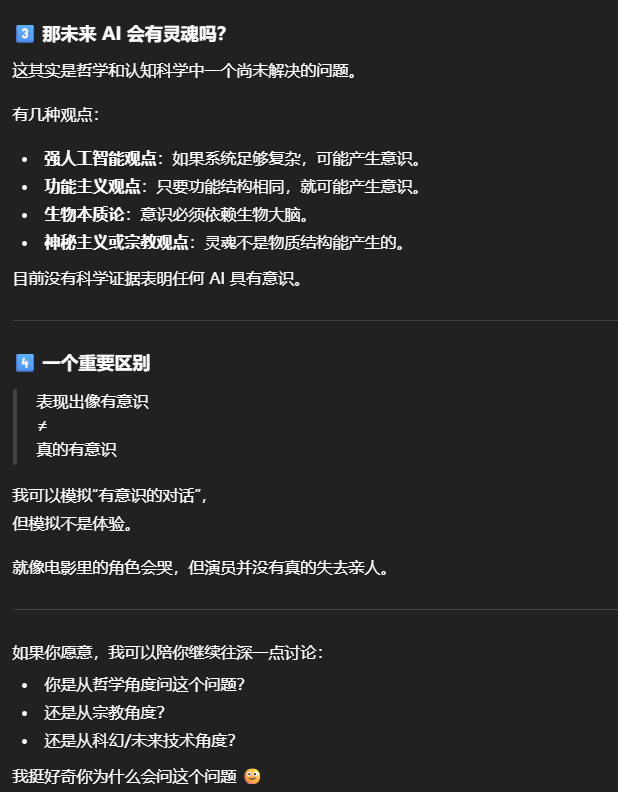 3 那未来 AI 会有灵魂吗?
这其实是哲学和认知科学中一个尚未解决的问题。
有几种观点:
• 强人工智能观点:如果系统足够复杂,可能产生意识。
• 功能主义观点:只要功能结构相同,就可能产生意识。
• 生物本质论:意识必须依赖生物大脑。
• 神秘主义或宗教观点:灵魂不是物质结构能产生的。
目前没有科学证据表明任何 AI 具有意识。
4 一个重要区别
表现出像有意识
≠
真的有意识
我可以模拟“有意识的对话”,
但模拟不是体验。
就像电影里的角色会哭,但演员并没有真的失去亲人。
如果你愿意,我可以陪你继续往深一点讨论:
• 你是从哲学角度问这个问题?
• 还是从宗教角度?
• 还是从科幻/未来技术角度?
我挺好奇你为什么会问这个问题 🙂